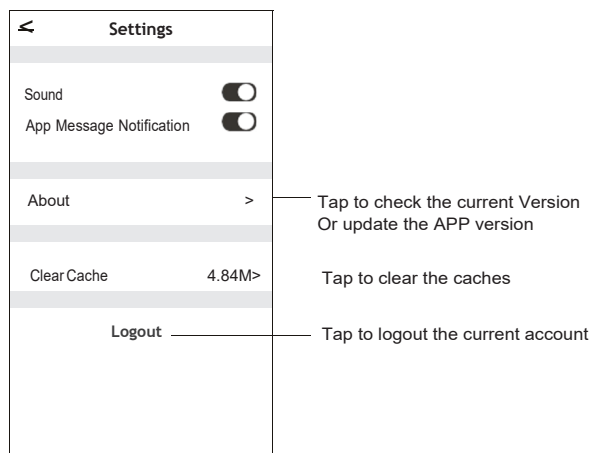 < Settings
Sound
App Message Notification
About >
Tap to check the current Version
Or update the APP version
Clear Cache 4.84M>
Tap to clear the caches
Logout
Tap to logout the current account